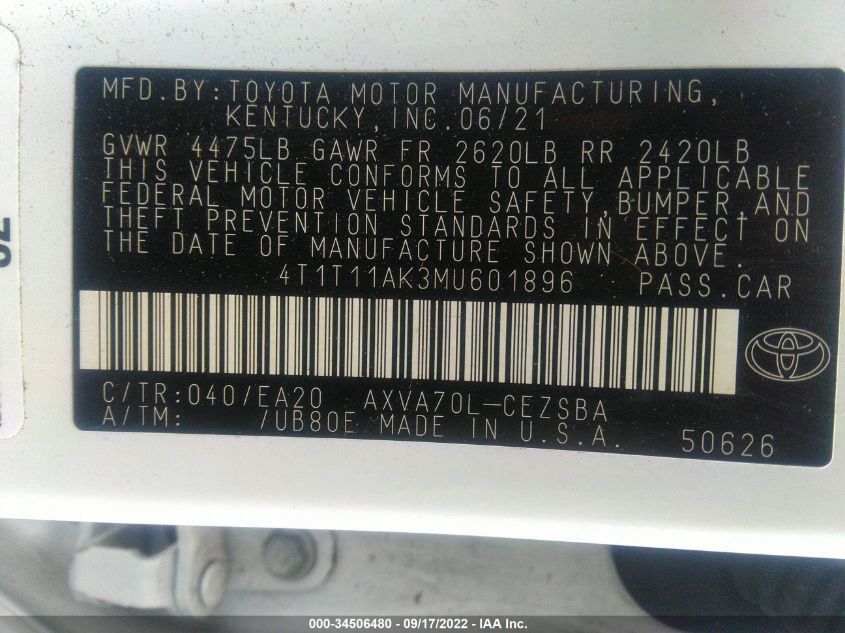 MFD.BY:TOYOTA MOTOR MANUFACTURING,
KENTUCKY,INC.06/21
GVWR 4475LB GAWR FR 2620LB RR 2420LB
THIS VEHICLE CONFORMS TO ALL APPLICABLE
FEDERAL MOTOR VEHICLE SAFETY,BUMPER,AND
THEFT PREVENTION STANDARDS IN EFFECT ON
THE DATE OF MANUFACTURE SHOWN ABOVE.
4T1T11AK3MU601896 PASS.CAR
C/TR:040/EA20 AXVA70L-CEZSBA
A/TM: /UB80E MADE IN U.S.A. 50626
000-34506480 - 09/17/2022 - IAA Inc.